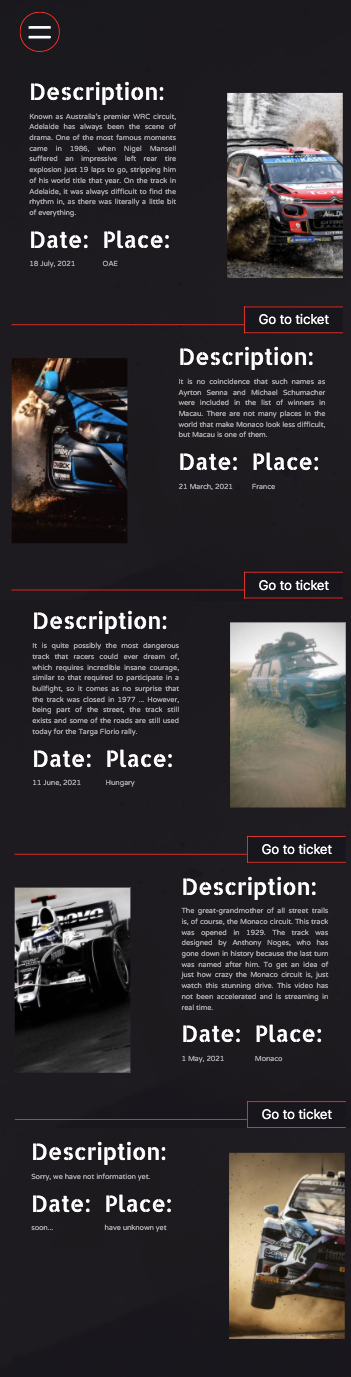 Description:
Known as Australia's premier WRC circuit,
Adelaide has always been the scene of
drama. One of the most famous moments
came in 1986, when Nigel Mansell
suffered an impressive left rear tire
explosion just 19 laps to go, stripping him
of his world title that year. On the track in
Adelaide, it was always difficult to find the
rhythm in, as there was literally a little bit
of everything.
Date: Place:
18 July, 2021 OAE
Go to ticket
Description:
It is no coincidence that such names as
Ayrton Senna and Michael Schumacher
were included in the list of winners in
Macau. There are not many places in the
world that make Monaco look less difficult,
but Macau is one of them.
Date: Place:
21 March, 2021 France
Go to ticket
Description:
It is quite possibly the most dangerous
track that racers could ever dream of,
which requires incredible insane courage,
similar to that required to participate in a
bullfight, so it comes as no surprise that
the track was closed in 1977 ... However,
being part of the street, the track still
exists and some of the roads are still used
today for the Targa Florio rally.
Date: Place:
11 June, 2021 Hungary
Go to ticket
Lenovo
Description:
The great-grandmother of all street trails
is, of course, the Monaco circuit. This track
was opened in 1929. The track was
designed by Anthony Noges, who has
gone down in history because the last turn
was named after him. To get an idea of
just how crazy the Monaco circuit is, just
watch this stunning drive. This video has
not been accelerated and is streaming in
real time.
Date: Place:
1 May, 2021 Monaco
Go to ticket
Description:
Sorry, we have not information yet.
Date: Place:
soon... have unknown yet